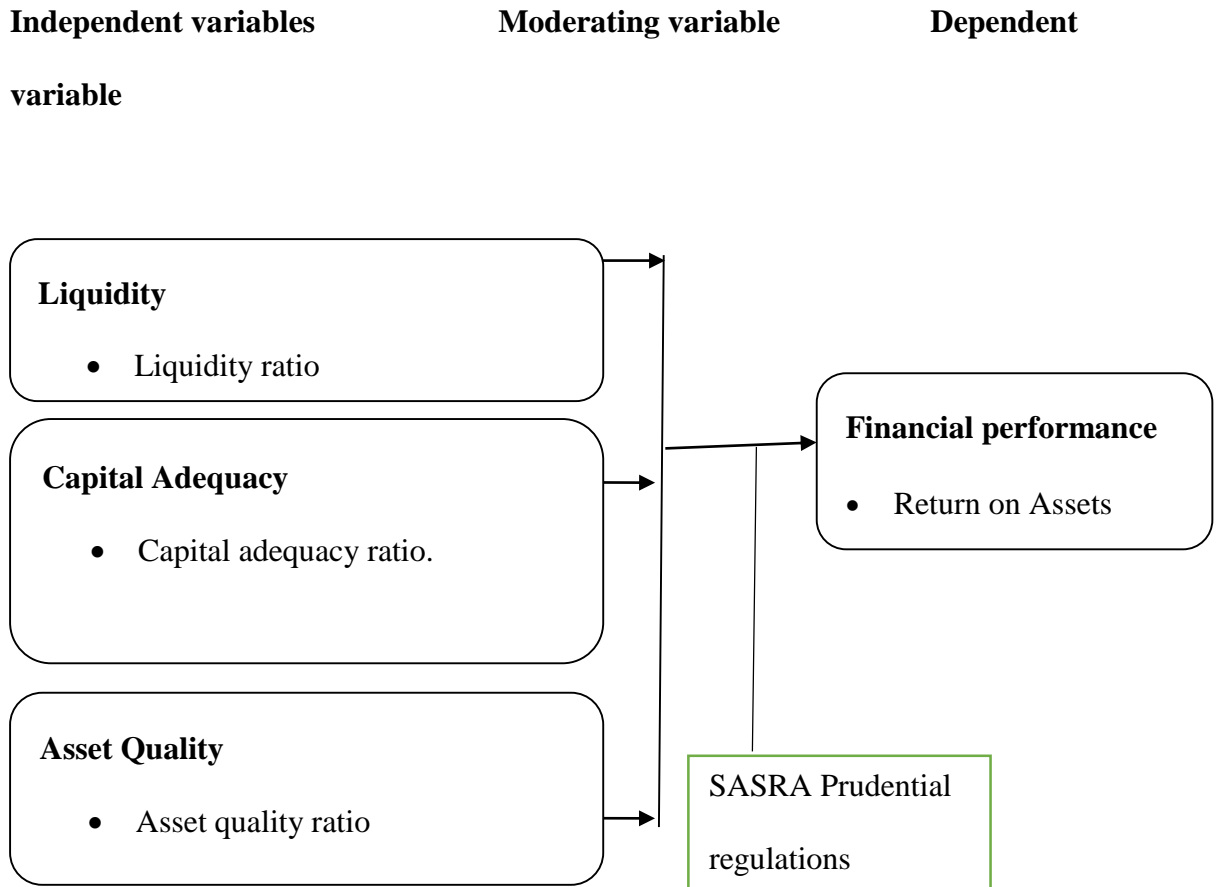 Independent variables Moderating variable Dependent
variable
Liquidity
• Liquidity ratio
Capital Adequacy
• Capital adequacy ratio.
Asset Quality
• Asset quality ratio
SASRA Prudential
regulations
Financial performance
• Return on Assets